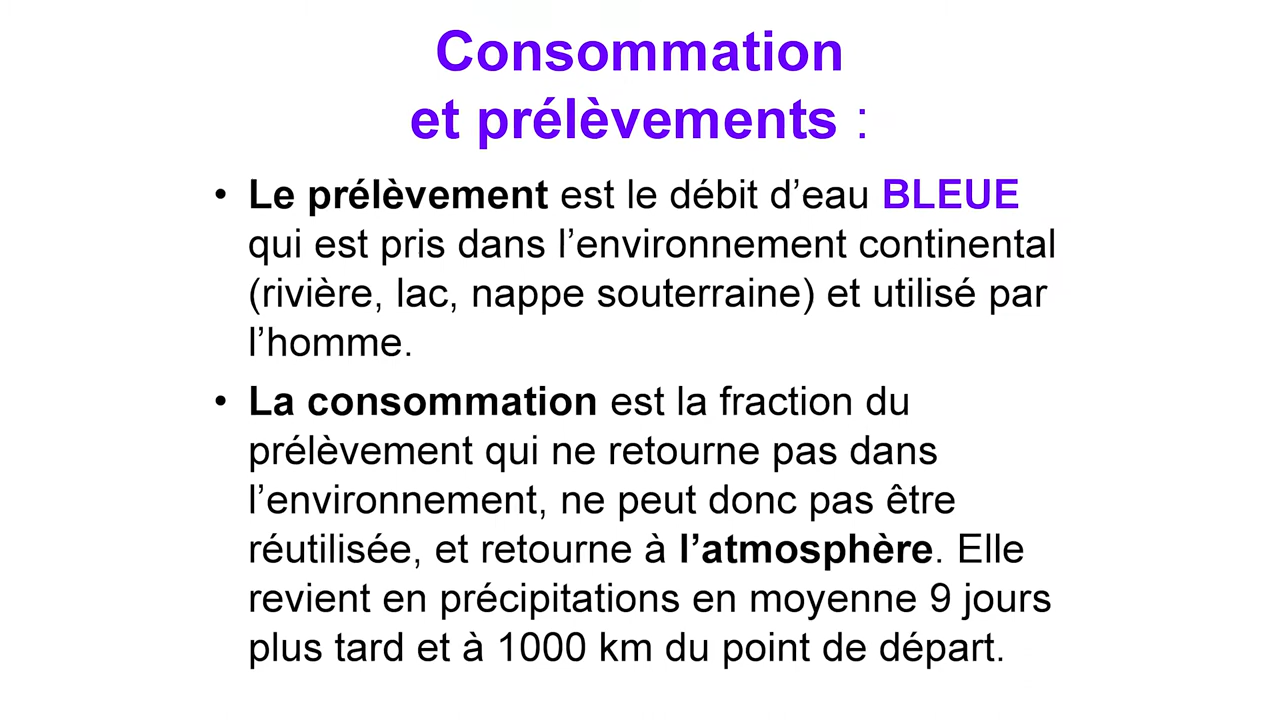 Consommation
et prélèvements :
• Le prélèvement est le débit d’eau BLEUE
qui est pris dans l’environnement continental
(rivière, lac, nappe souterraine) et utilisé par
l’homme.
• La consommation est la fraction du
prélèvement qui ne retourne pas dans
l’environnement, ne peut donc pas être
réutilisée, et retourne à l’atmosphère. Elle
revient en précipitations en moyenne 9 jours
plus tard et à 1000 km du point de départ.